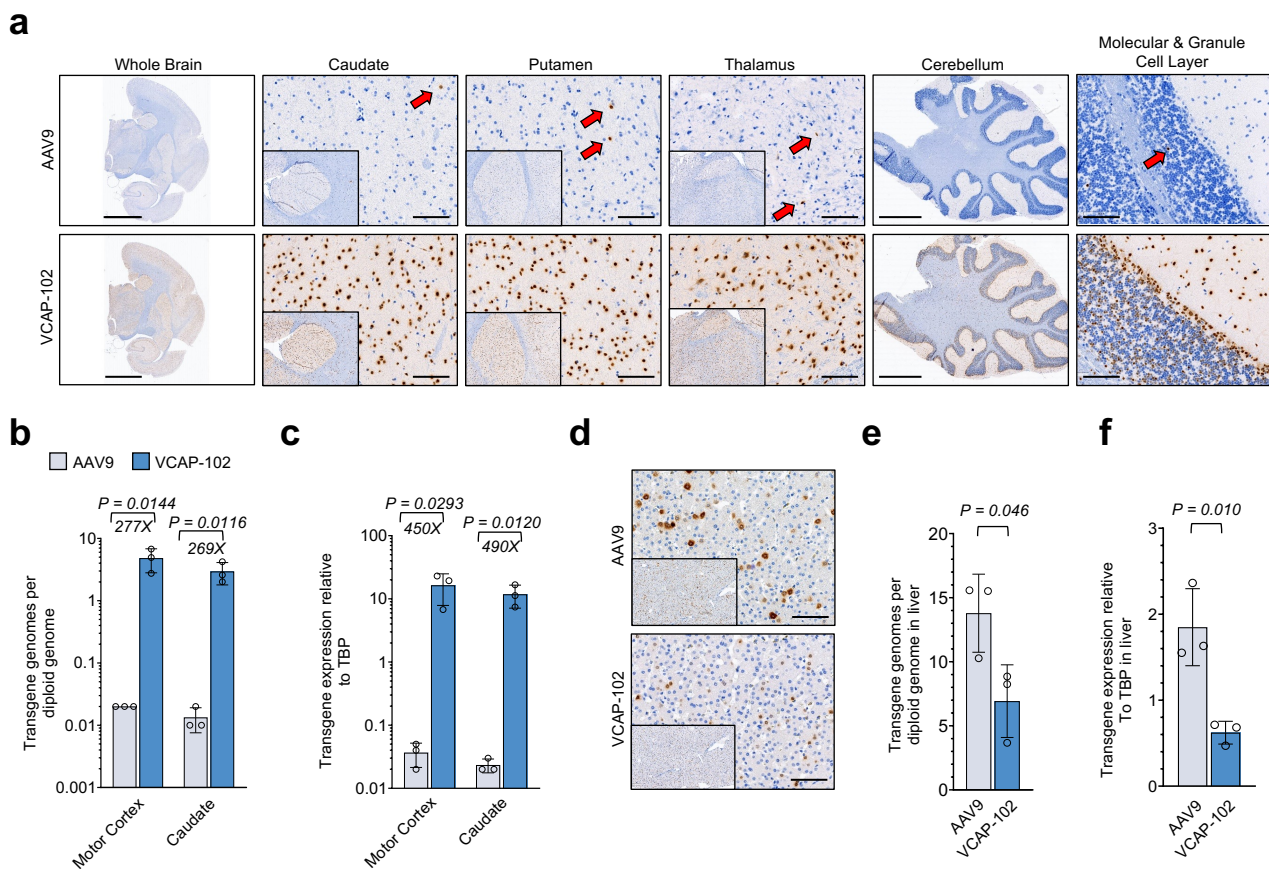 a
Whole Brain
Caudate
Putamen
Thalamus
Cerebellum
Molecular & Granule
Cell Layer
AAV9
VCAP-102
b
AAV9
VCAP-102
P = 0.0144
277X
P = 0.0116
269X
Transgene genomes per
diploid genome
10
1
0.1
0.01
0.001
Motor Cortex
Caudate
c
P = 0.0293
450X
P = 0.0120
490X
Transgene expression relative
to TBP
100
10
1
0.1
0.01
Motor Cortex
Caudate
d
AAV9
VCAP-102
e
P = 0.046
Transgene genomes per
diploid genome in liver
20
15
10
5
0
AAV9
VCAP-102
f
P = 0.010
Transgene expression relative
To TBP in liver
3
2
1
0
AAV9
VCAP-102